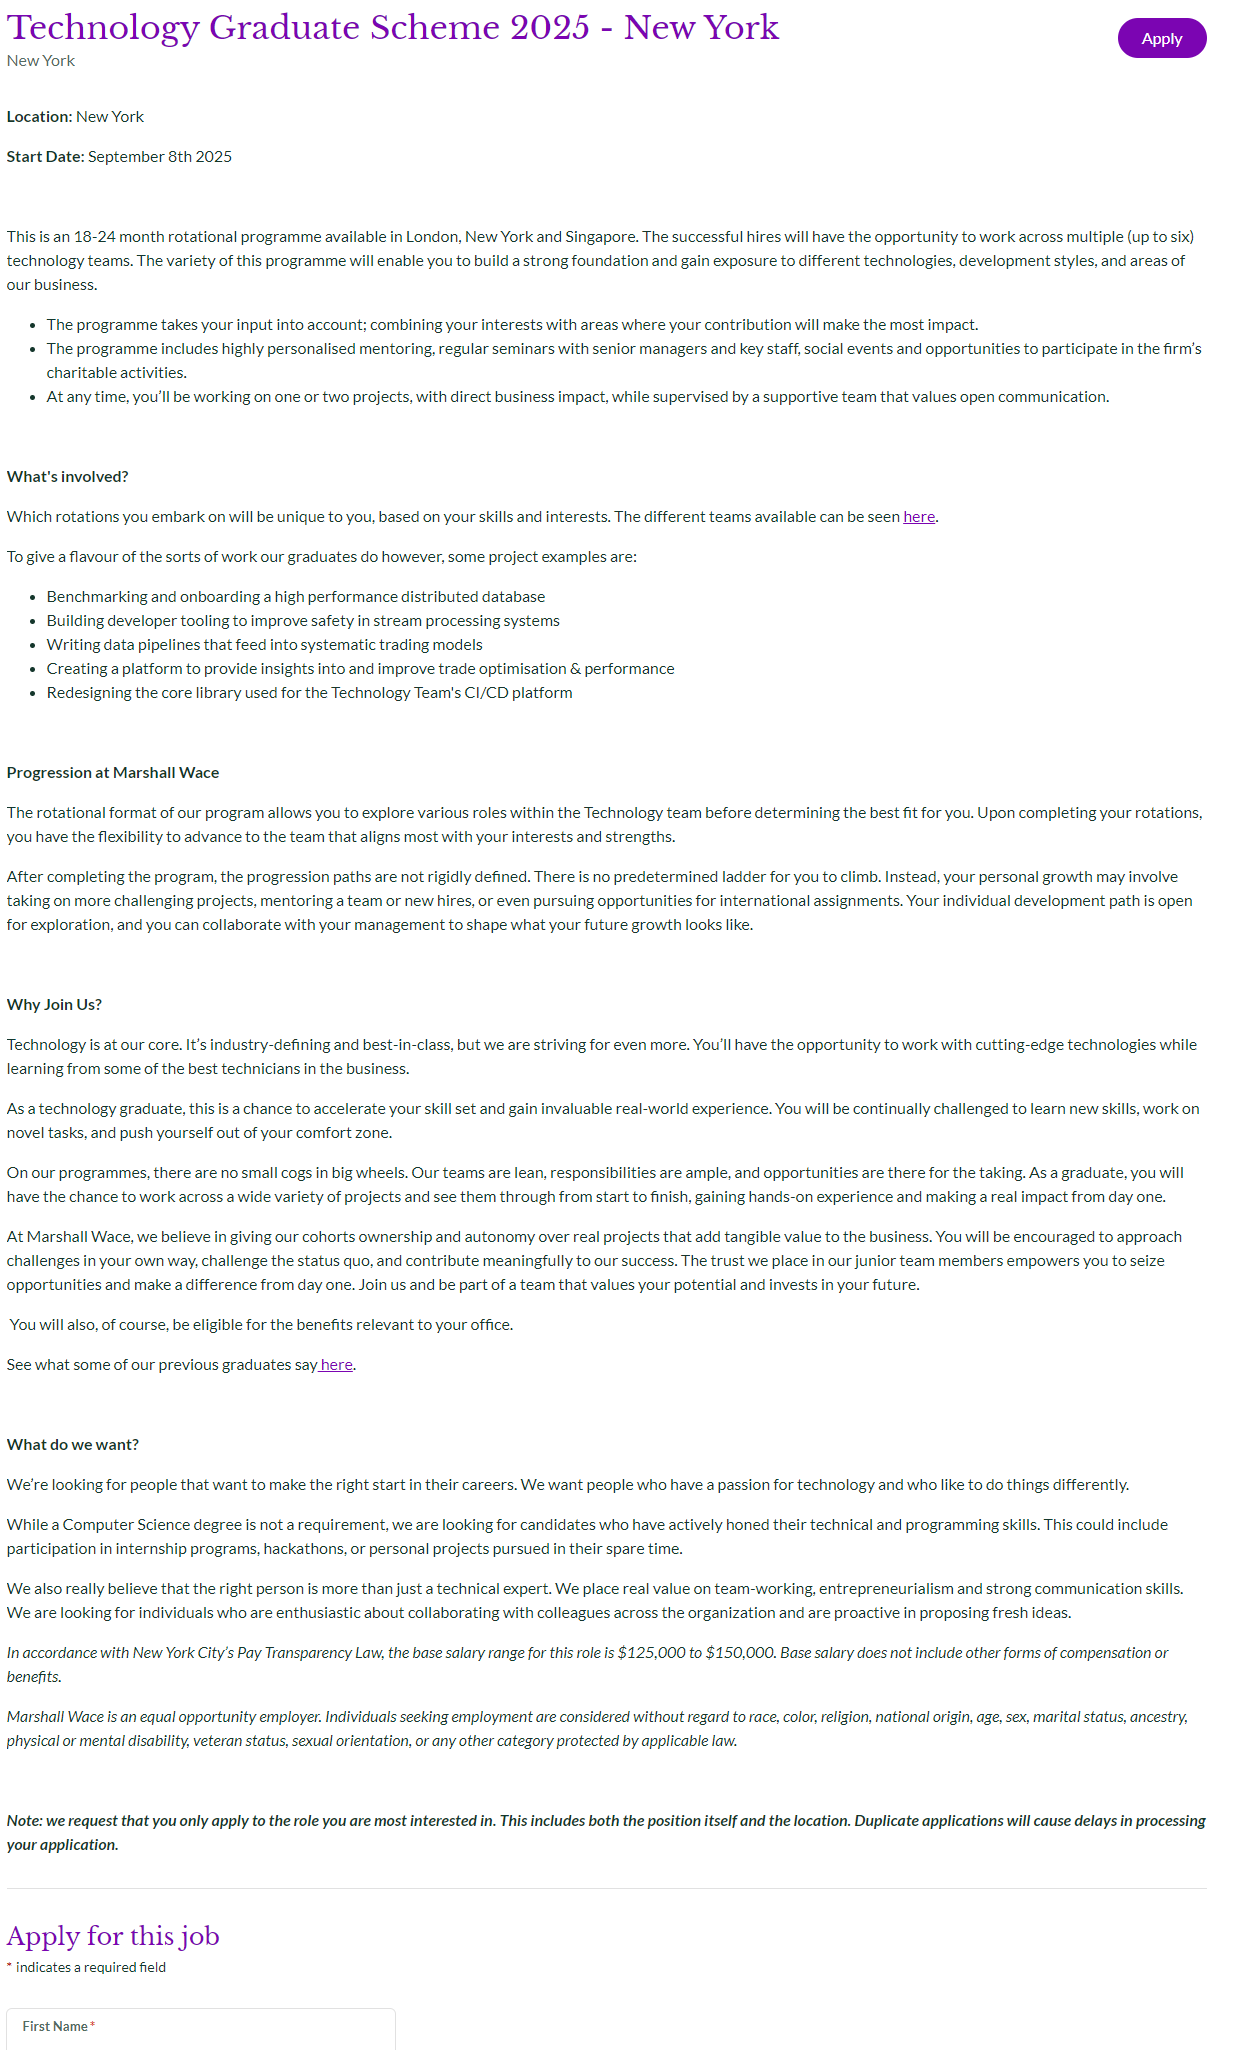 Technology Graduate Scheme 2025 - New York
Apply
New York
Location: New York
Start Date: September 8th 2025
This is an 18-24 month rotational programme available in London, New York and Singapore. The successful hires will have the opportunity to work across multiple (up to six)
technology teams. The variety of this programme will enable you to build a strong foundation and gain exposure to different technologies, development styles, and areas of
our business.
• The programme takes your input into account; combining your interests with areas where your contribution will make the most impact.
• The programme includes highly personalised mentoring, regular seminars with senior managers and key staff, social events and opportunities to participate in the firm’s
charitable activities.
• At any time, you’ll be working on one or two projects, with direct business impact, while supervised by a supportive team that values open communication.
What's involved?
Which rotations you embark on will be unique to you, based on your skills and interests. The different teams available can be seen here.
To give a flavour of the sorts of work our graduates do however, some project examples are:
• Benchmarking and onboarding a high performance distributed database
• Building developer tooling to improve safety in stream processing systems
• Writing data pipelines that feed into systematic trading models
• Creating a platform to provide insights into and improve trade optimisation & performance
• Redesigning the core library used for the Technology Team's CI/CD platform
Progression at Marshall Wace
The rotational format of our program allows you to explore various roles within the Technology team before determining the best fit for you. Upon completing your rotations,
you have the flexibility to advance to the team that aligns most with your interests and strengths.
After completing the program, the progression paths are not rigidly defined. There is no predetermined ladder for you to climb. Instead, your personal growth may involve
taking on more challenging projects, mentoring a team or new hires, or even pursuing opportunities for international assignments. Your individual development path is open
for exploration, and you can collaborate with your management to shape what your future growth looks like.
Why Join Us?
Technology is at our core. It’s industry-defining and best-in-class, but we are striving for even more. You’ll have the opportunity to work with cutting-edge technologies while
learning from some of the best technicians in the business.
As a technology graduate, this is a chance to accelerate your skill set and gain invaluable real-world experience. You will be continually challenged to learn new skills, work on
novel tasks, and push yourself out of your comfort zone.
On our programmes, there are no small cogs in big wheels. Our teams are lean, responsibilities are ample, and opportunities are there for the taking. As a graduate, you will
have the chance to work across a wide variety of projects and see them through from start to finish, gaining hands-on experience and making a real impact from day one.
At Marshall Wace, we believe in giving our cohorts ownership and autonomy over real projects that add tangible value to the business. You will be encouraged to approach
challenges in your own way, challenge the status quo, and contribute meaningfully to our success. The trust we place in our junior team members empowers you to seize
opportunities and make a difference from day one. Join us and be part of a team that values your potential and invests in your future.
You will also, of course, be eligible for the benefits relevant to your office.
See what some of our previous graduates say here.
What do we want?
We’re looking for people that want to make the right start in their careers. We want people who have a passion for technology and who like to do things differently.
While a Computer Science degree is not a requirement, we are looking for candidates who have actively honed their technical and programming skills. This could include
participation in internship programs, hackathons, or personal projects pursued in their spare time.
We also really believe that the right person is more than just a technical expert. We place real value on team-working, entrepreneurialism and strong communication skills.
We are looking for individuals who are enthusiastic about collaborating with colleagues across the organization and are proactive in proposing fresh ideas.
In accordance with New York City’s Pay Transparency Law, the base salary range for this role is $125,000 to $150,000. Base salary does not include other forms of compensation or
benefits.
Marshall Wace is an equal opportunity employer. Individuals seeking employment are considered without regard to race, color, religion, national origin, age, sex, marital status, ancestry,
physical or mental disability, veteran status, sexual orientation, or any other category protected by applicable law.
Note: we request that you only apply to the role you are most interested in. This includes both the position itself and the location. Duplicate applications will cause delays in processing
your application.
Apply for this job
* indicates a required field
First Name*